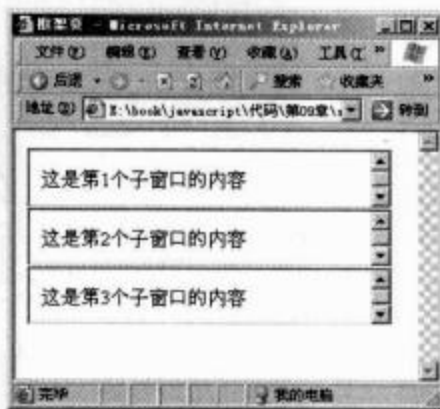 框架页 - Microsoft Internet Explorer
文件(F) 编辑(E) 查看(V) 收藏(A) 工具(T »
后退 搜索 收藏夹 »
地址(D) E:\book\javascript\代码\第09章\ 转到
这是第1个子窗口的内容
这是第2个子窗口的内容
这是第3个子窗口的内容
完毕 我的电脑